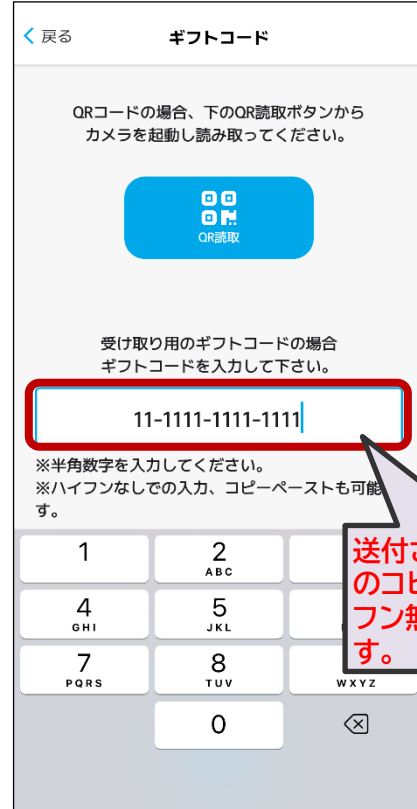 戻る
ギフトコード
QRコードの場合、下のQR読取ボタンから
カメラを起動し読み取ってください。
QR読取
受け取り用のギフトコードの場合
ギフトコードを入力して下さい。
11-1111-1111-1111
※半角数字を入力してください。
※ハイフンなしでの入力、コピーペーストも可能
す。
送付さ
のコピ
フン無
す。
1
2
ABC
4
GHI
5
JKL
7
PQRS
8
TUV
WXYZ
0